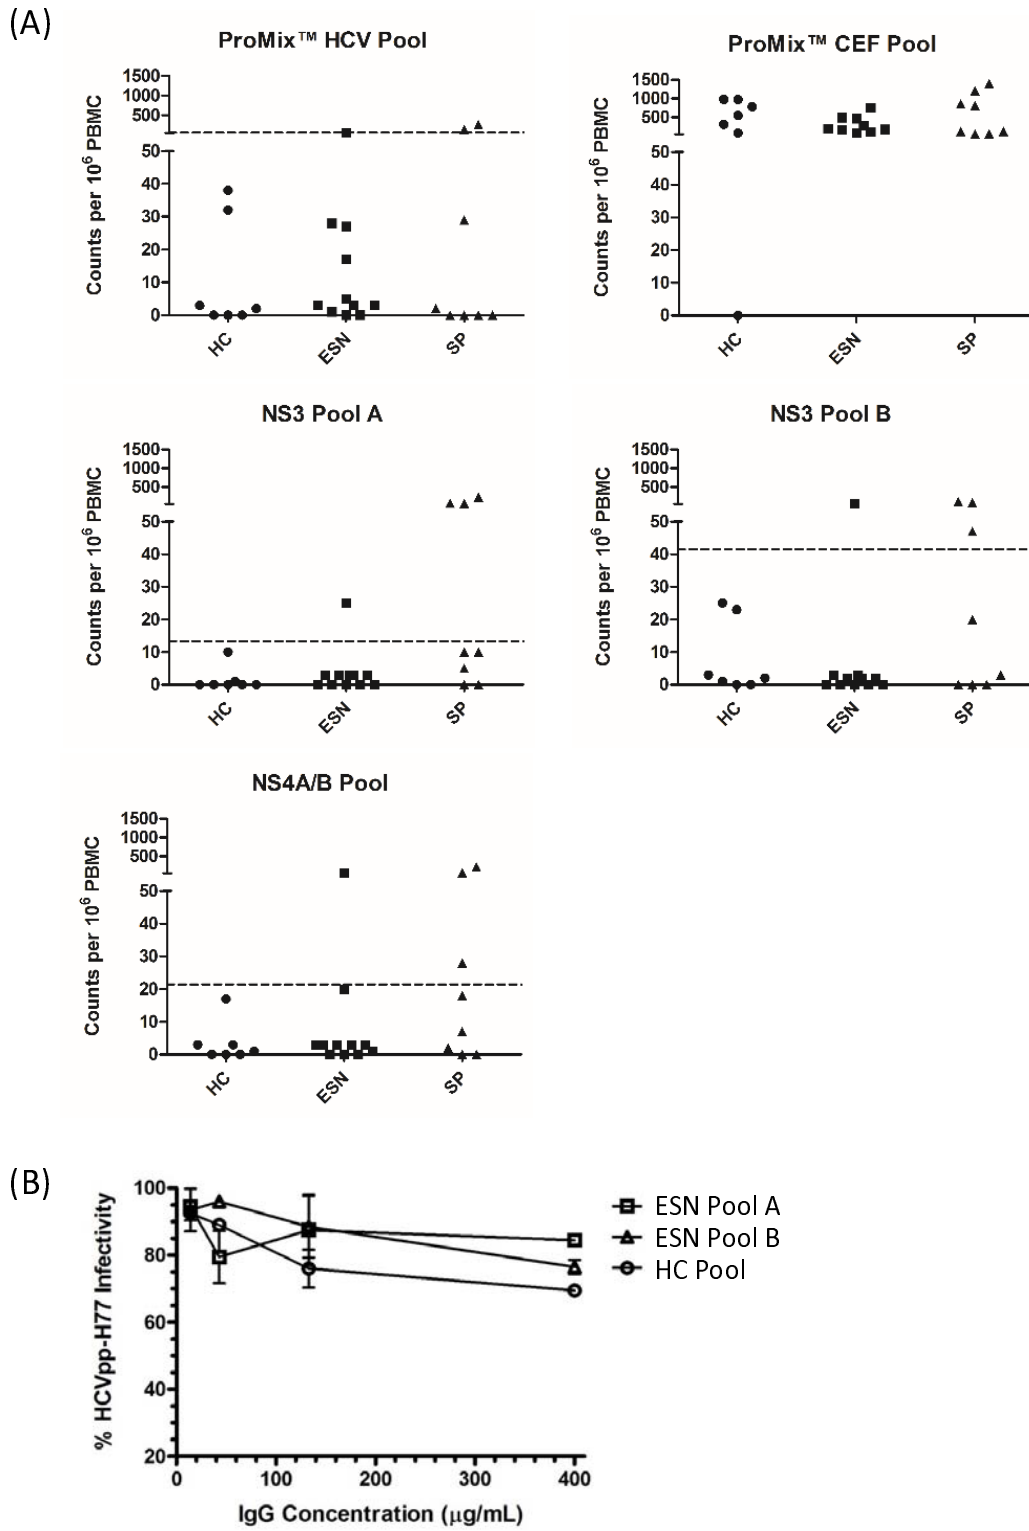 (A)
ProMix™ HCV Pool
Counts per 10⁶ PBMC
1500
1000
500
50
40
30
20
10
0
HC
ESN
SP
ProMix™ CEF Pool
Counts per 10⁶ PBMC
1500
1000
500
50
40
30
20
10
0
HC
ESN
SP
NS3 Pool A
Counts per 10⁶ PBMC
1500
1000
500
50
40
30
20
10
0
HC
ESN
SP
NS3 Pool B
Counts per 10⁶ PBMC
1500
1000
500
50
40
30
20
10
0
HC
ESN
SP
NS4A/B Pool
Counts per 10⁶ PBMC
1500
1000
500
50
40
30
20
10
0
HC
ESN
SP
(B)
% HCVpp-H77 Infectivity
100
80
60
40
20
0
100
200
300
400
IgG Concentration (μg/mL)
ESN Pool A
ESN Pool B
HC Pool